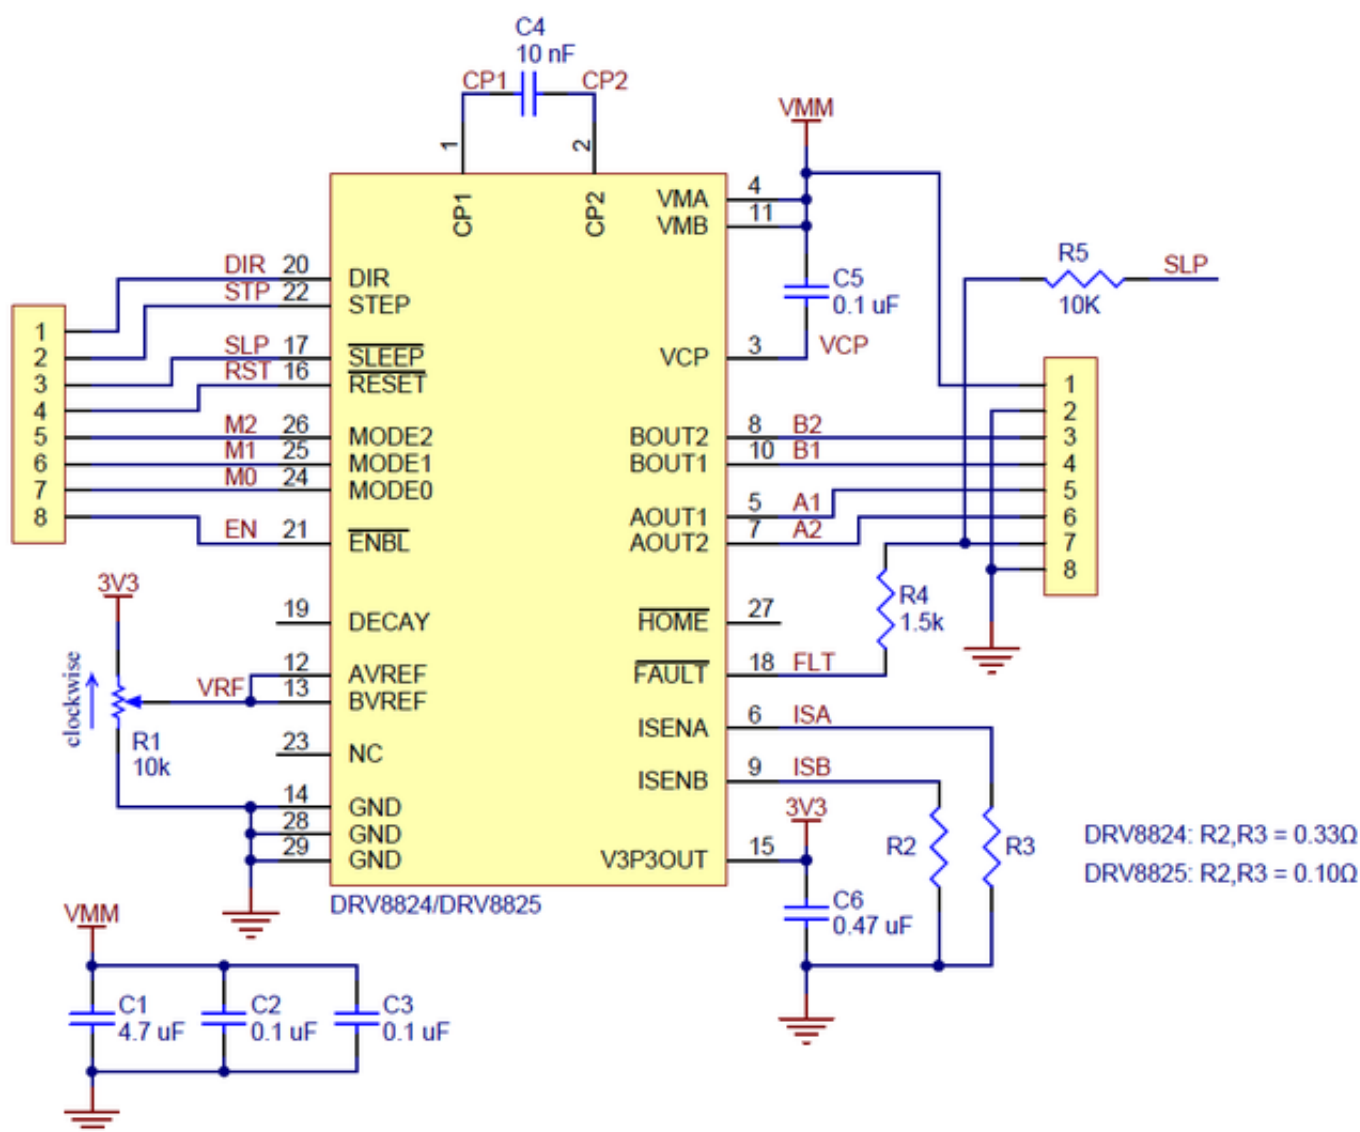 C4
10 nF
CP1
CP2
1
2
CP1
CP2
VMM
VMA 4
VMB 11
C5
0.1 uF
VCP 3 VCP
R5
10K
SLP
DIR 20 DIR
STP 22 STEP
SLP 17 SLEEP
RST 16 RESET
M2 26 MODE2
M1 25 MODE1
M0 24 MODE0
EN 21 ENBL
1
2
3
4
5
6
7
8
BOUT2 8 B2
BOUT1 10 B1
AOUT1 5 A1
AOUT2 7 A2
1
2
3
4
5
6
7
8
3V3
clockwise
R1
10k
19 DECAY
VRF
12 AVREF
13 BVREF
23 NC
14 GND
28 GND
29 GND
HOME 27
FAULT 18 FLT
R4
1.5k
ISENA 6 ISA
ISENB 9 ISB
3V3
V3P3OUT 15
C6
0.47 uF
R2
R3
DRV8824: R2,R3 = 0.33Ω
DRV8825: R2,R3 = 0.10Ω
DRV8824/DRV8825
VMM
C1
4.7 uF
C2
0.1 uF
C3
0.1 uF